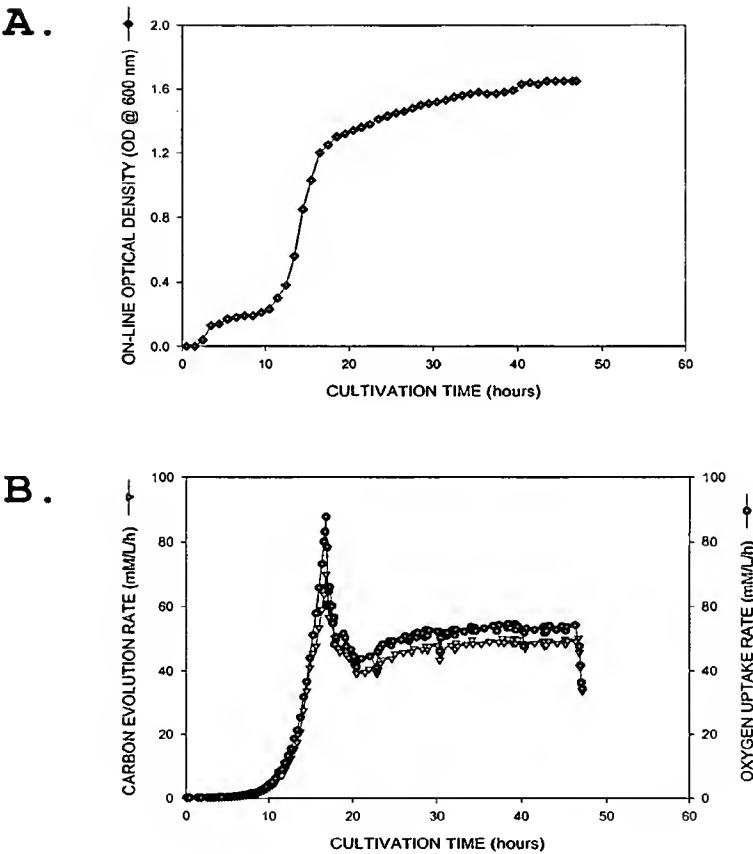 A.
ON-LINE OPTICAL DENSITY (OD @ 600 nm)
2.0
1.6
1.2
0.8
0.4
0.0
0 10 20 30 40 50 60
CULTIVATION TIME (hours)
B.
CARBON EVOLUTION RATE (mM/L/h)
100
80
60
40
20
0
0 10 20 30 40 50 60
CULTIVATION TIME (hours)
100
80
60
40
20
0
OXYGEN UPTAKE RATE (mM/L/h)